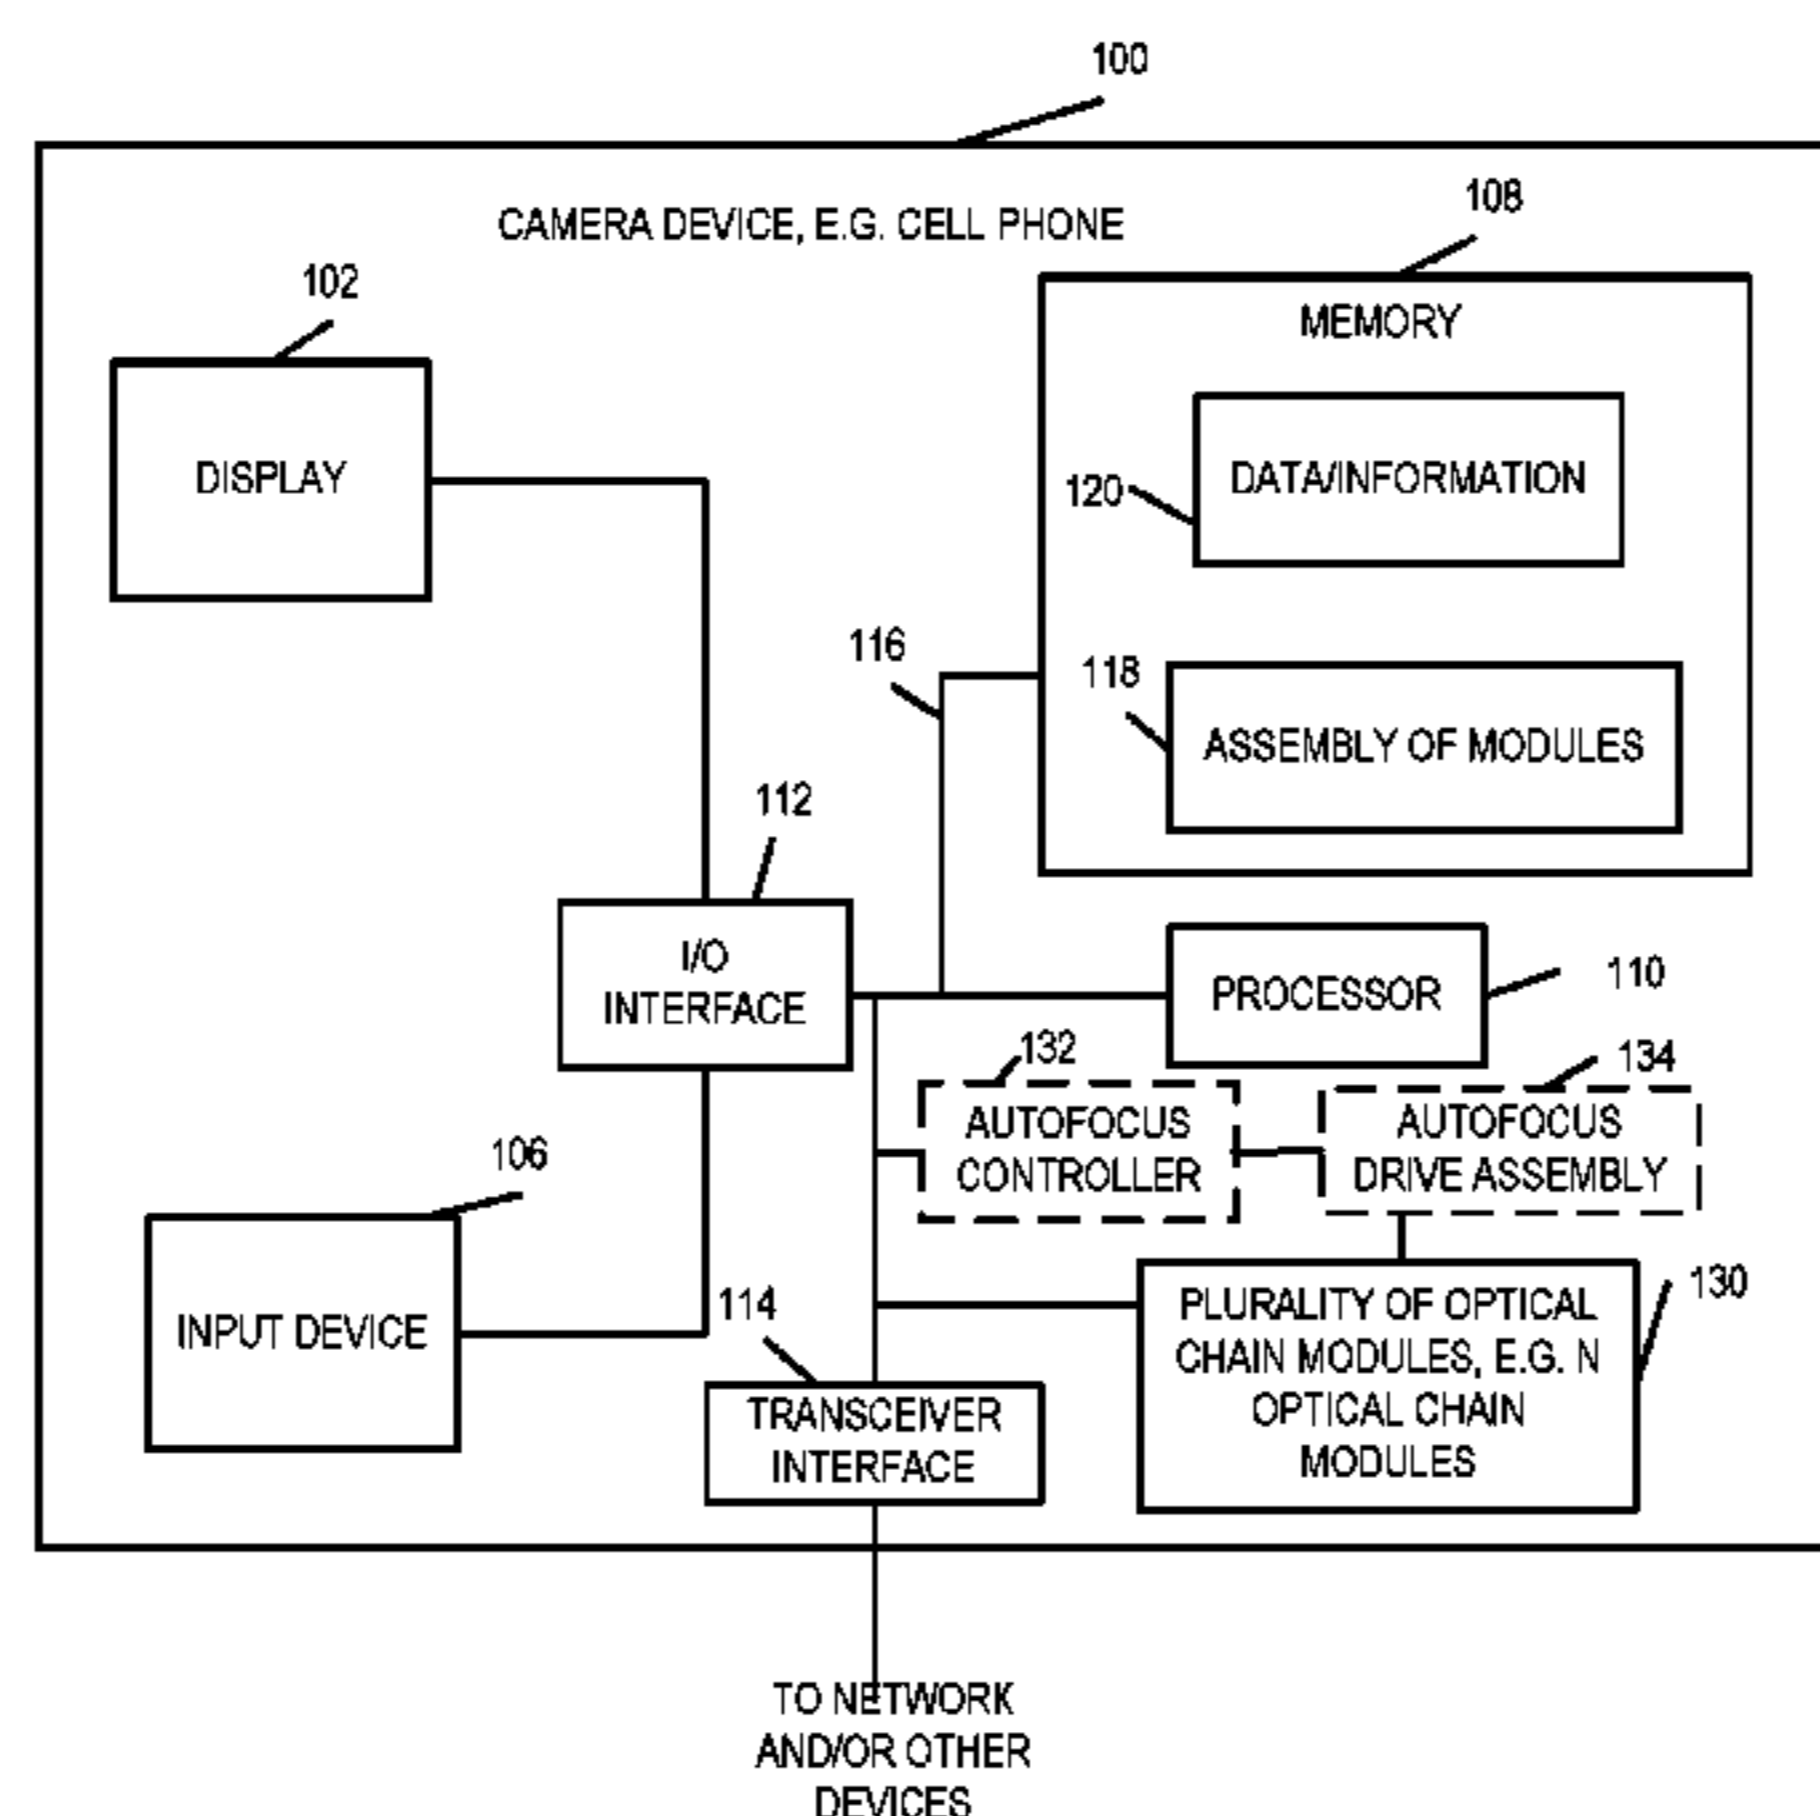 100
CAMERA DEVICE, E.G. CELL PHONE
108
102
MEMORY
DISPLAY
120
DATA/INFORMATION
116
118
ASSEMBLY OF MODULES
112
I/O
INTERFACE
PROCESSOR
110
132
134
AUTOFOCUS
CONTROLLER
AUTOFOCUS
DRIVE ASSEMBLY
106
INPUT DEVICE
114
TRANSCEIVER
INTERFACE
130
PLURALITY OF OPTICAL
CHAIN MODULES, E.G. N
OPTICAL CHAIN
MODULES
TO NETWORK
AND/OR OTHER
DEVICES